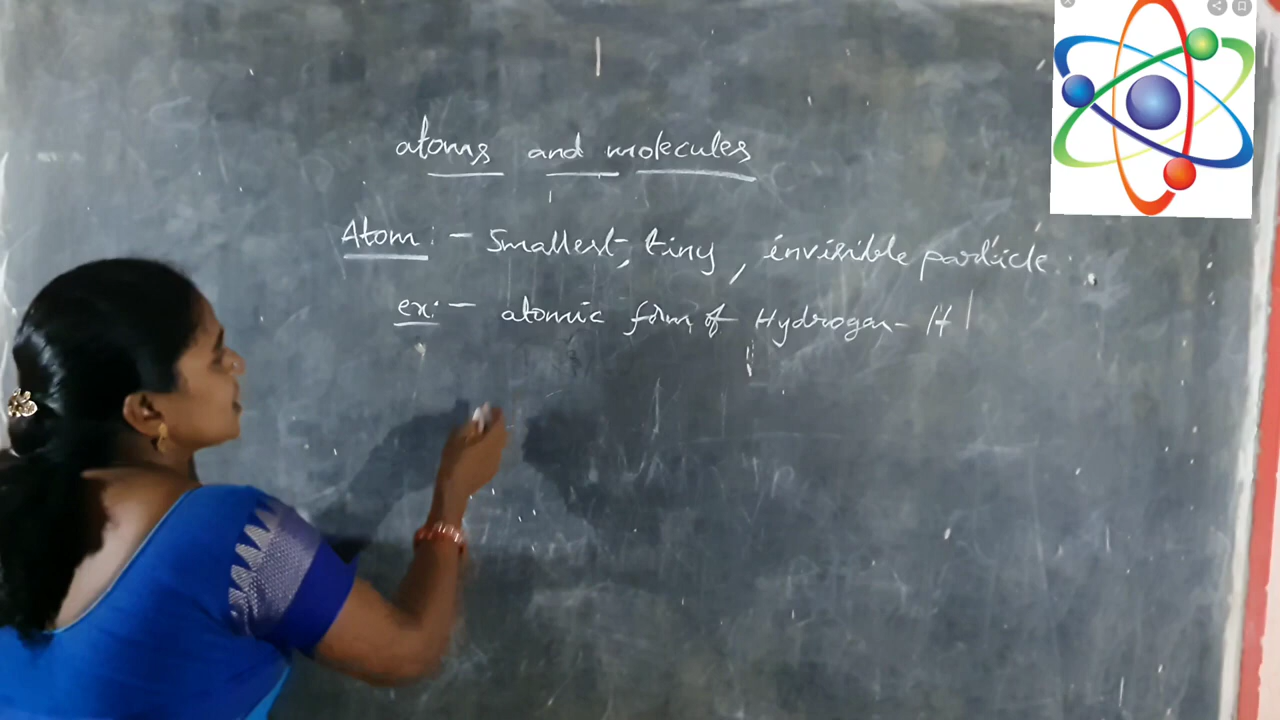 atoms and molecules
Atom :- Smallest, tiny, invisible particle
ex:- atomic form of Hydrogen - H